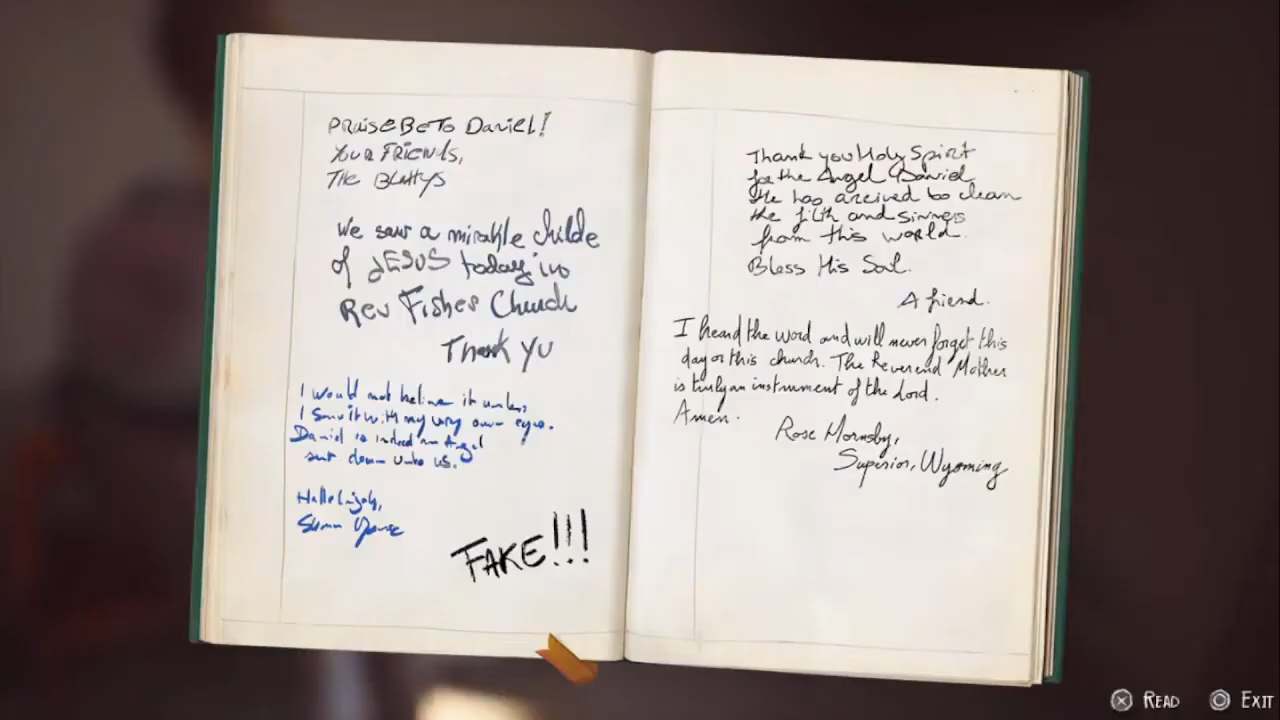 Praise Be To Daniel!
Your Friends,
The Blattys
We saw a mirakle childe
of JESUS today in
Rev Fisher Church
Thank YU
I would not believe it unless
I saw it with my very own eyes.
Daniel is indeed an Angel
sent down unto us.
Hallelujah,
FAKE!!!
Thank you Holy Spirit
for the Angel Daniel
He has arrived to clean
the filth and sinners
from this world.
Bless His Soul.
A friend.
I heard the word and will never forget this
day or this church. The Reverend Mother
is truly an instrument of the Lord.
Amen.
Rose Mornsby,
Superior, Wyoming
READ
EXIT